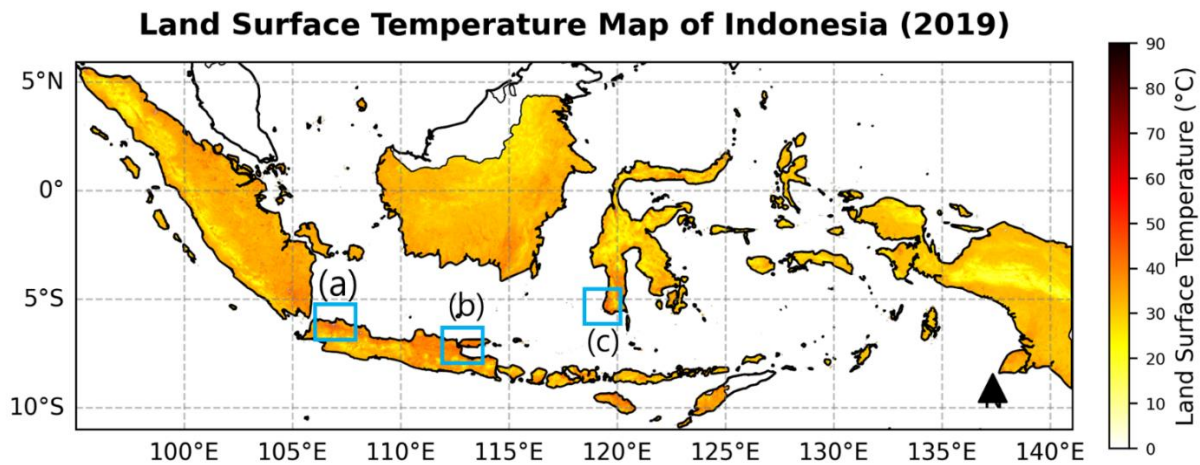 Land Surface Temperature Map of Indonesia (2019)
5°N
0°
5°S
10°S
100°E 105°E 110°E 115°E 120°E 125°E 130°E 135°E 140°E
(a)
(b)
(c)
90
80
70
60
50
40
30
20
10
0
Land Surface Temperature (°C)